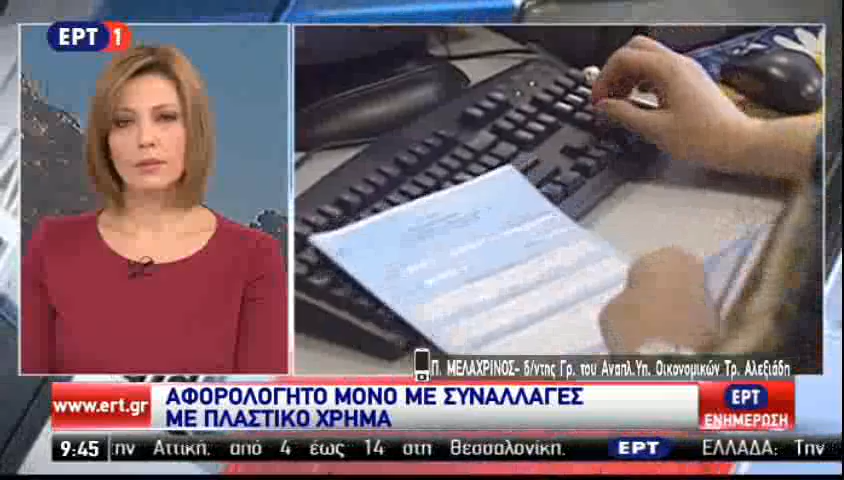 ΕΡΤ 1
Π. ΜΕΛΑΧΡΙΝΟΣ- δ/ντης Γρ. του Αναπλ.Υπ. Οικονομικών Τρ. Αλεξιάδη
www.ert.gr
ΑΦΟΡΟΛΟΓΗΤΟ ΜΟΝΟ ΜΕ ΣΥΝΑΛΛΑΓΕΣ
ΜΕ ΠΛΑΣΤΙΚΟ ΧΡΗΜΑ
ΕΡΤ
ΕΝΗΜΕΡΩΣΗ
9:45 την Αττική, από 4 έως 14 στη Θεσσαλονίκη. ΕΡΤ ΕΛΛΑΔΑ: Την